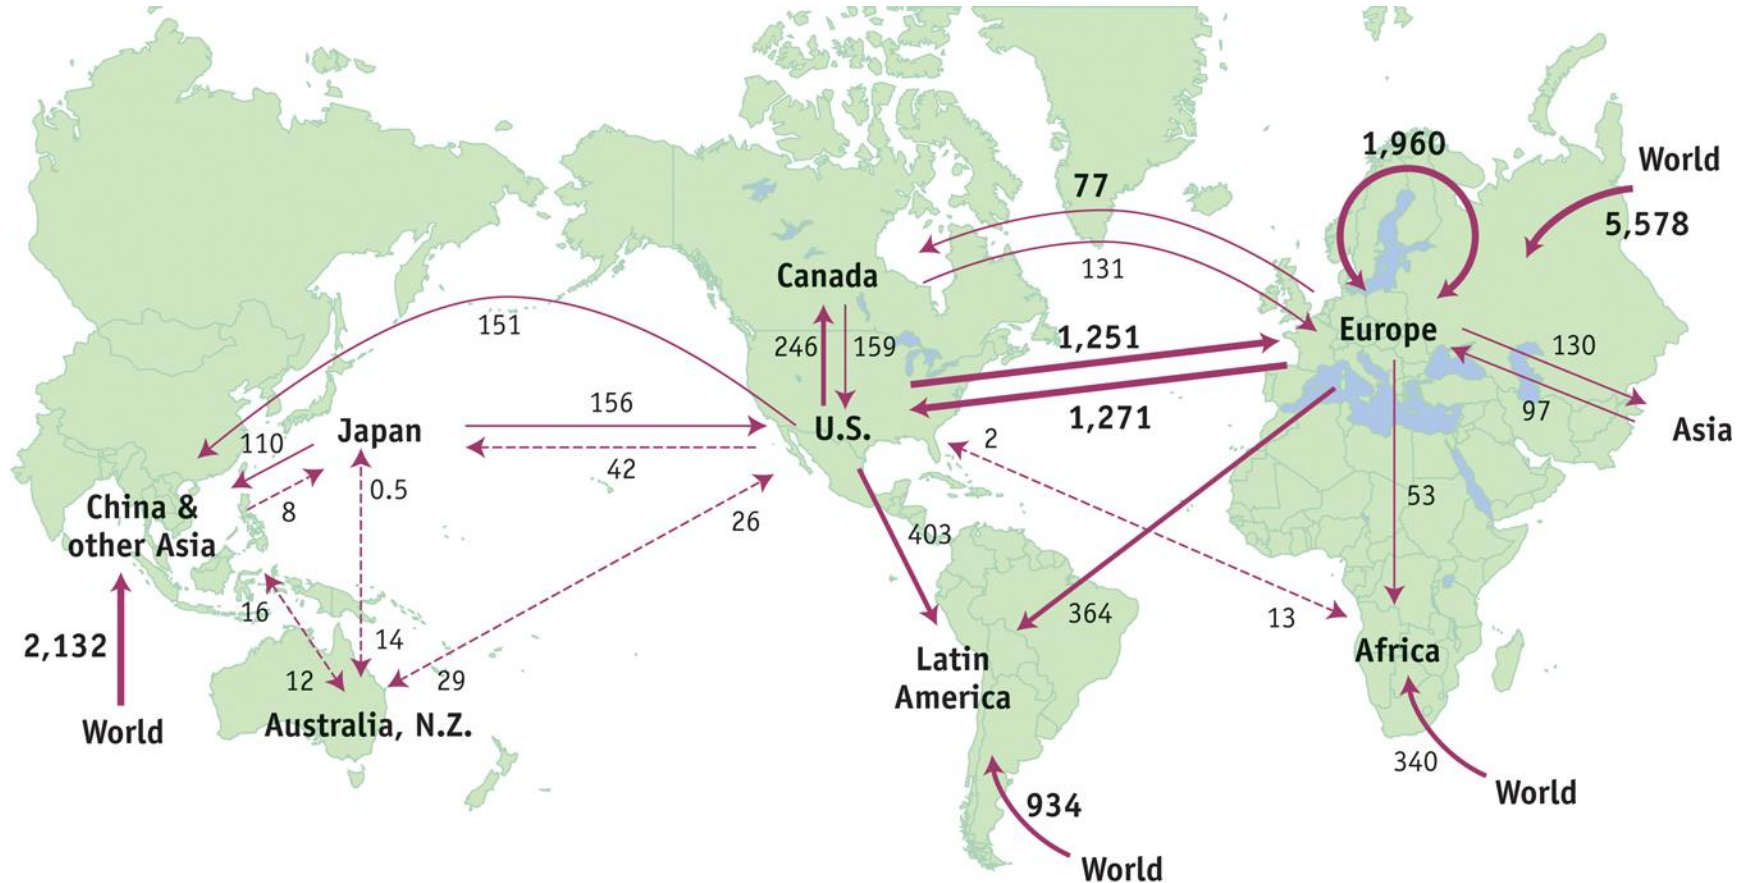 1,960
World
77
5,578
Canada
131
151
1,251
Europe
246
159
130
156
1,271
97
110
Japan
U.S.
2
Asia
42
0.5
8
53
China &
other Asia
26
403
16
364
13
2,132
14
Latin
America
Africa
12
29
World
Australia, N.Z.
340
934
World
World